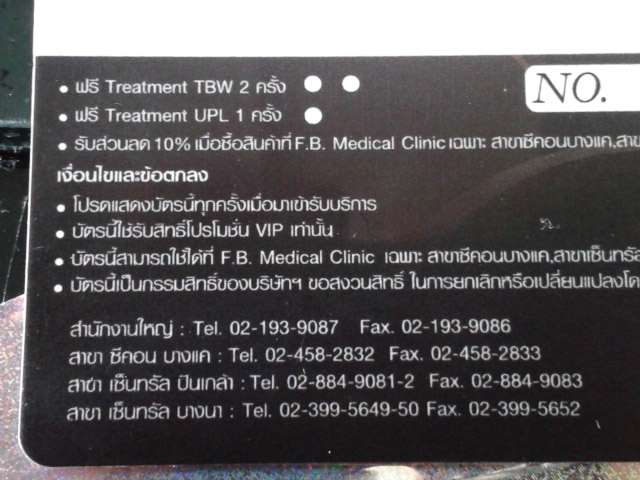 • ฟรี Treatment TBW 2 ครั้ง
NO.
• ฟรี Treatment UPL 1 ครั้ง
• รับส่วนลด 10% เมื่อซื้อสินค้าที่ F.B. Medical Clinic เฉพาะ สาขาซีคอนบางแค,สาข
เงื่อนไขและข้อตกลง
• โปรดแสดงบัตรนี้ทุกครั้งเมื่อมาเข้ารับบริการ
• บัตรนี้ใช้รับสิทธิ์โปรโมชั่น VIP เท่านั้น
• บัตรนี้สามารถใช้ได้ที่ F.B. Medical Clinic เฉพาะ สาขาซีคอนบางแค,สาขาเซ็นทรัล
• บัตรนี้เป็นกรรมสิทธิ์ของบริษัทฯ ขอสงวนสิทธิ์ ในการยกเลิกหรือเปลี่ยนแปลงโด
สำนักงานใหญ่ : Tel. 02-193-9087 Fax. 02-193-9086
สาขา ซีคอน บางแค : Tel. 02-458-2832 Fax. 02-458-2833
สาขา เซ็นทรัล ปิ่นเกล้า : Tel. 02-884-9081-2 Fax. 02-884-9083
สาขา เซ็นทรัล บางนา : Tel. 02-399-5649-50 Fax. 02-399-5652